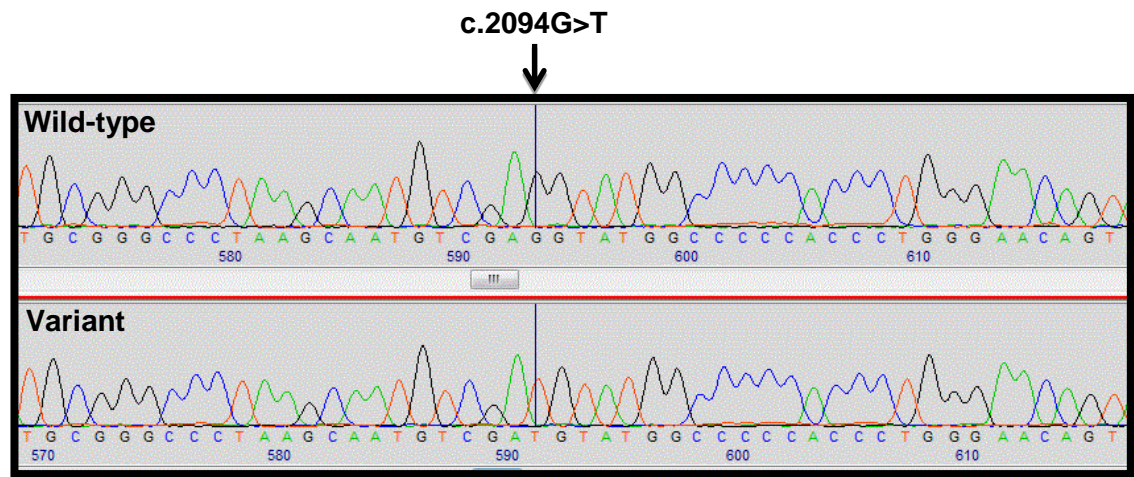 c.2094G>T
Wild-type
T G C G G G C C C T A A G C A A T G T C G A G G T A T G G C C C C C A C C C T G G G A A C A G T
580 590 600 610
Variant
T G C G G G C C C T A A G C A A T G T C G A T G T A T G G C C C C C A C C C T G G G A A C A G T
570 580 590 600 610